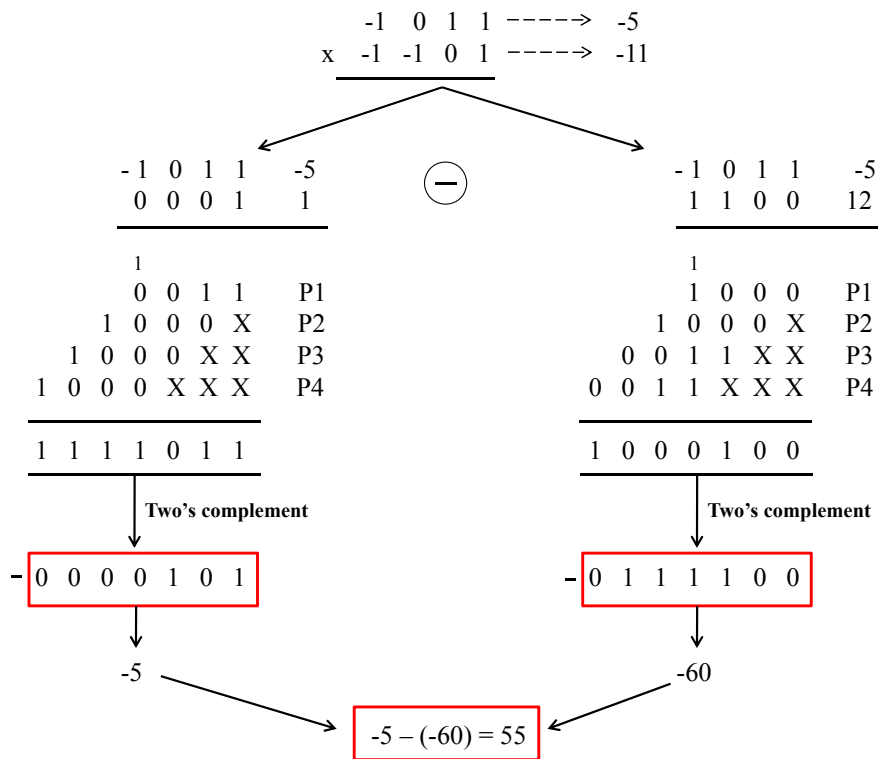 -1 0 1 1 -5
x -1 -1 0 1 -11
- 1 0 1 1 -5
0 0 0 1 1
1
0 0 1 1 P1
1 0 0 0 X P2
1 0 0 0 X X P3
1 0 0 0 X X X P4
1 1 1 1 0 1 1
Two's complement
- 0 0 0 0 1 0 1
-5
−
- 1 0 1 1 -5
1 1 0 0 12
1
1 0 0 0 P1
1 0 0 0 X P2
0 0 1 1 X X P3
0 0 1 1 X X X P4
1 0 0 0 1 0 0
Two's complement
- 0 1 1 1 1 0 0
-60
-5 – (-60) = 55